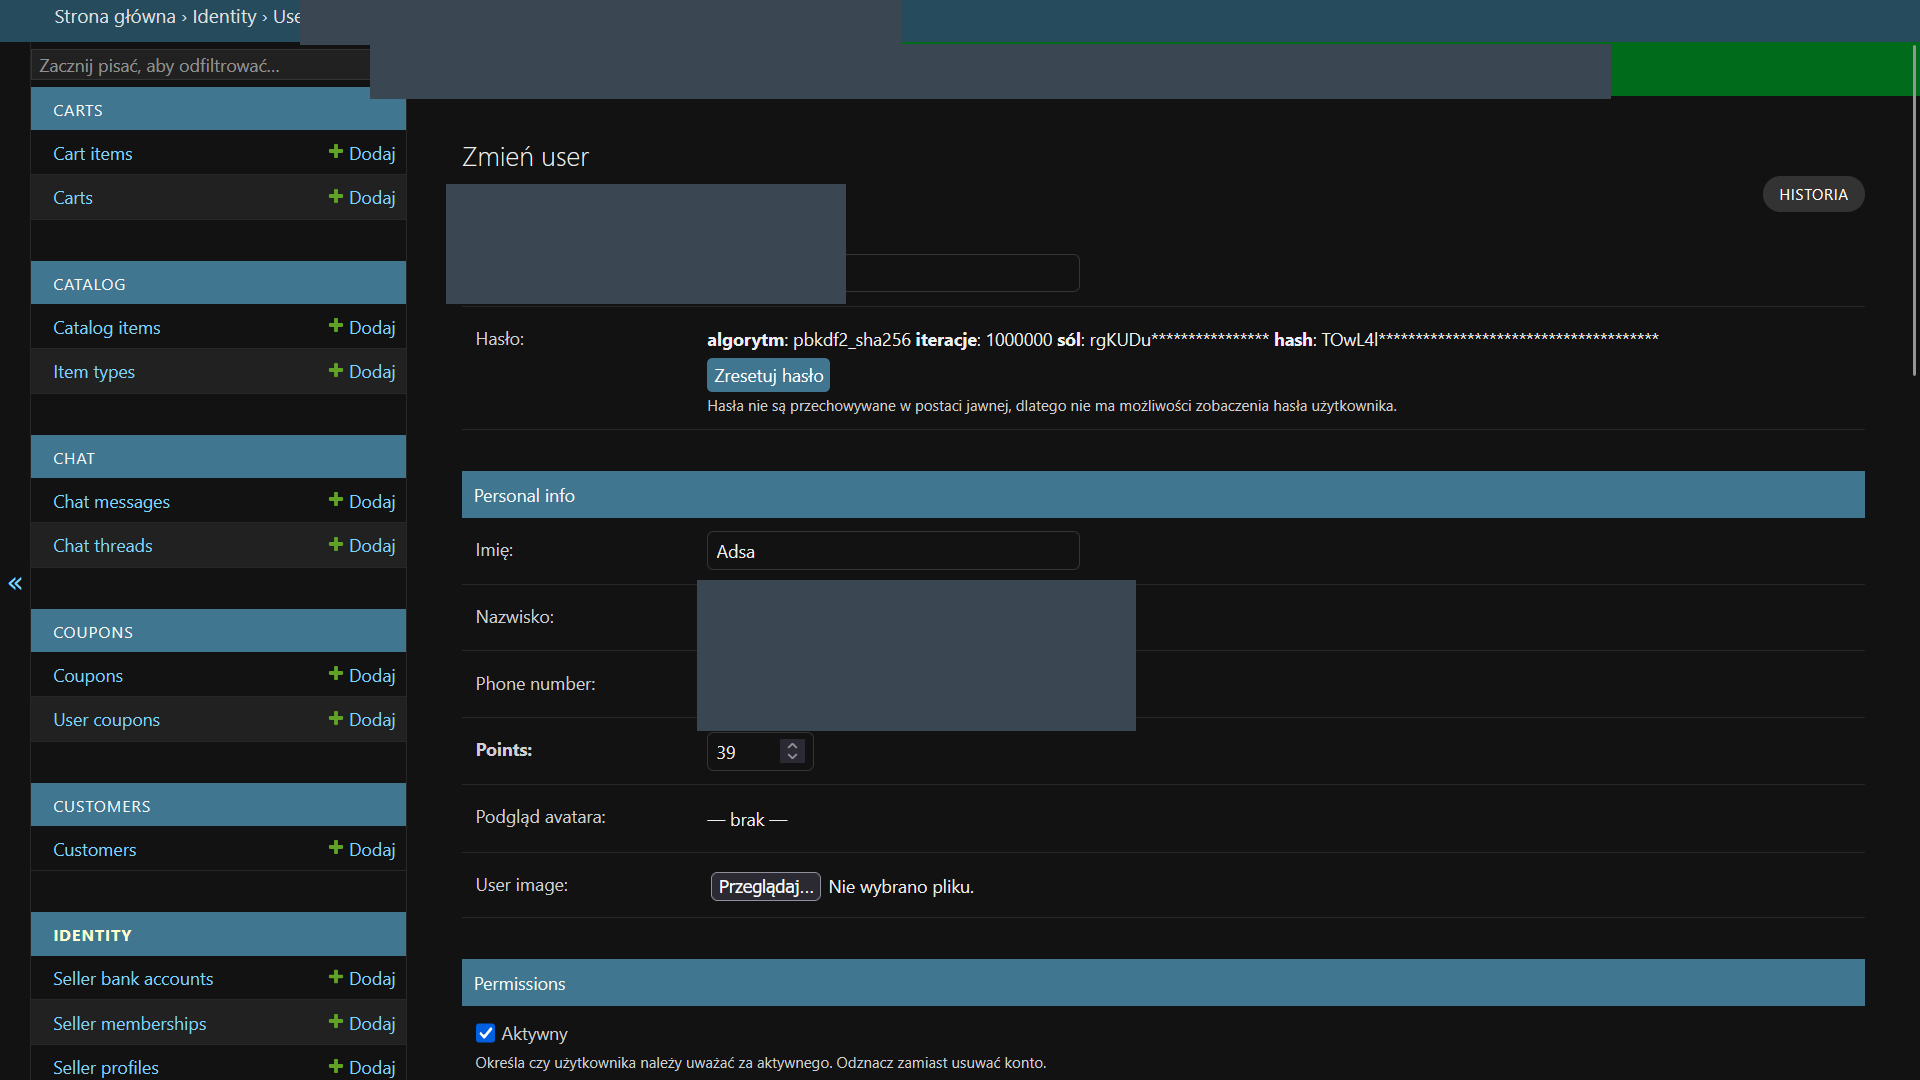 Strona główna › Identity › Use
Zacznij pisać, aby odfiltrować...
CARTS
Cart items Dodaj
Carts Dodaj
CATALOG
Catalog items Dodaj
Item types Dodaj
CHAT
Chat messages Dodaj
Chat threads Dodaj
«
COUPONS
Coupons Dodaj
User coupons Dodaj
CUSTOMERS
Customers Dodaj
IDENTITY
Seller bank accounts Dodaj
Seller memberships Dodaj
Seller profiles Dodaj
Zmień user
HISTORIA
Hasło: algorytm: pbkdf2_sha256 iteracje: 1000000 sól: rgKUDu**************** hash: TOwL4l**************************************
Zresetuj hasło
Hasła nie są przechowywane w postaci jawnej, dlatego nie ma możliwości zobaczenia hasła użytkownika.
Personal info
Imię: Adsa
Nazwisko:
Phone number:
Points: 39
Podgląd avatara: — brak —
User image: Przeglądaj... Nie wybrano pliku.
Permissions
Aktywny
Określa czy użytkownika należy uważać za aktywnego. Odznacz zamiast usuwać konto.